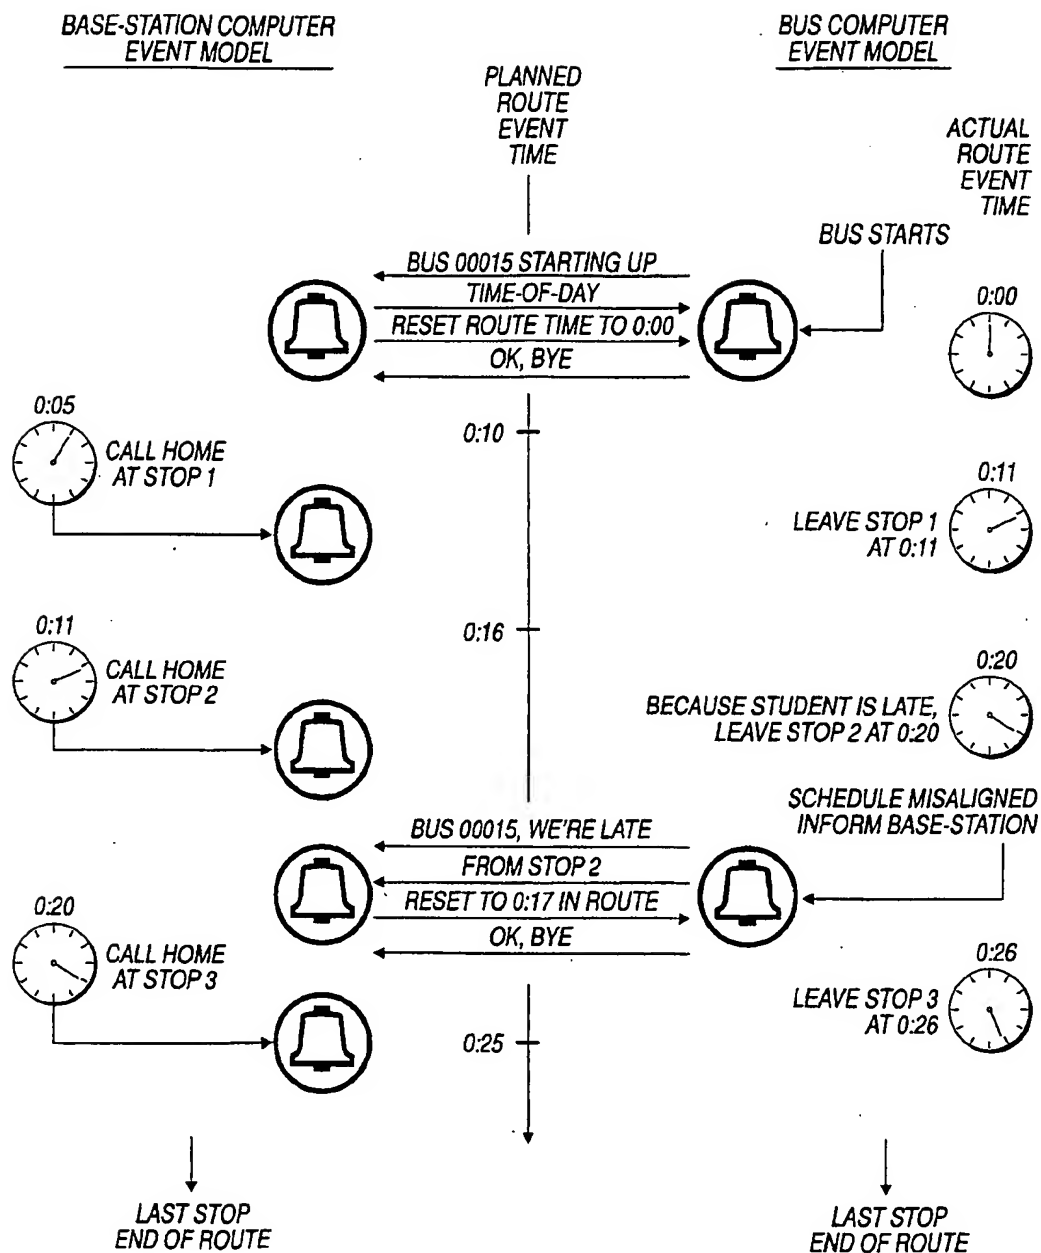 BASE-STATION COMPUTER
EVENT MODEL
BUS COMPUTER
EVENT MODEL
PLANNED
ROUTE
EVENT
TIME
ACTUAL
ROUTE
EVENT
TIME
BUS STARTS
BUS 00015 STARTING UP
TIME-OF-DAY
RESET ROUTE TIME TO 0:00
OK, BYE
0:00
0:05
CALL HOME
AT STOP 1
0:10
0:11
LEAVE STOP 1
AT 0:11
0:11
CALL HOME
AT STOP 2
0:16
0:20
BECAUSE STUDENT IS LATE,
LEAVE STOP 2 AT 0:20
SCHEDULE MISALIGNED
INFORM BASE-STATION
BUS 00015, WE'RE LATE
FROM STOP 2
RESET TO 0:17 IN ROUTE
OK, BYE
0:20
CALL HOME
AT STOP 3
0:25
0:26
LEAVE STOP 3
AT 0:26
LAST STOP
END OF ROUTE
LAST STOP
END OF ROUTE